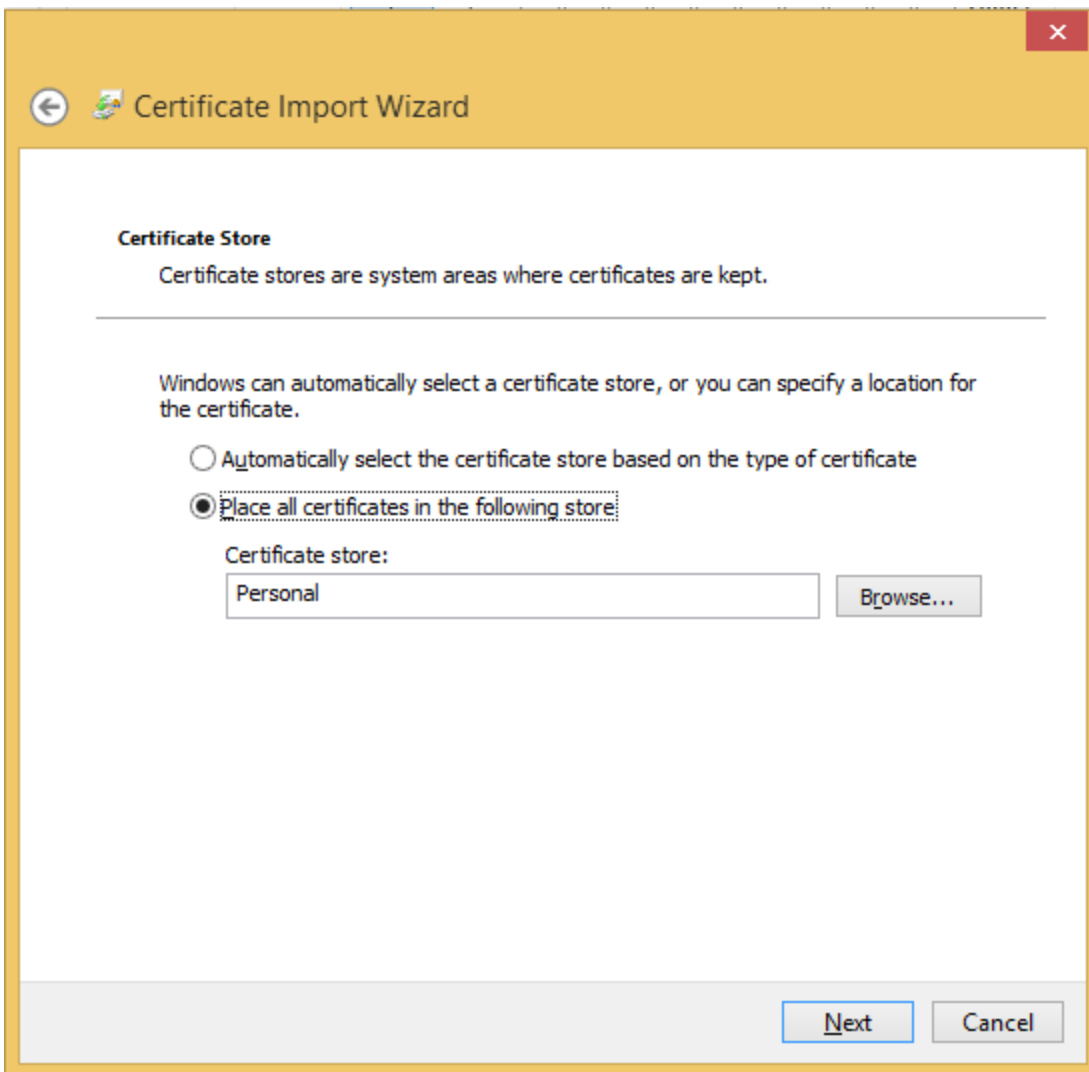 Certificate Import Wizard
Certificate Store
Certificate stores are system areas where certificates are kept.
Windows can automatically select a certificate store, or you can specify a location for
the certificate.
Automatically select the certificate store based on the type of certificate
Place all certificates in the following store
Certificate store:
Personal
Browse...
Next
Cancel